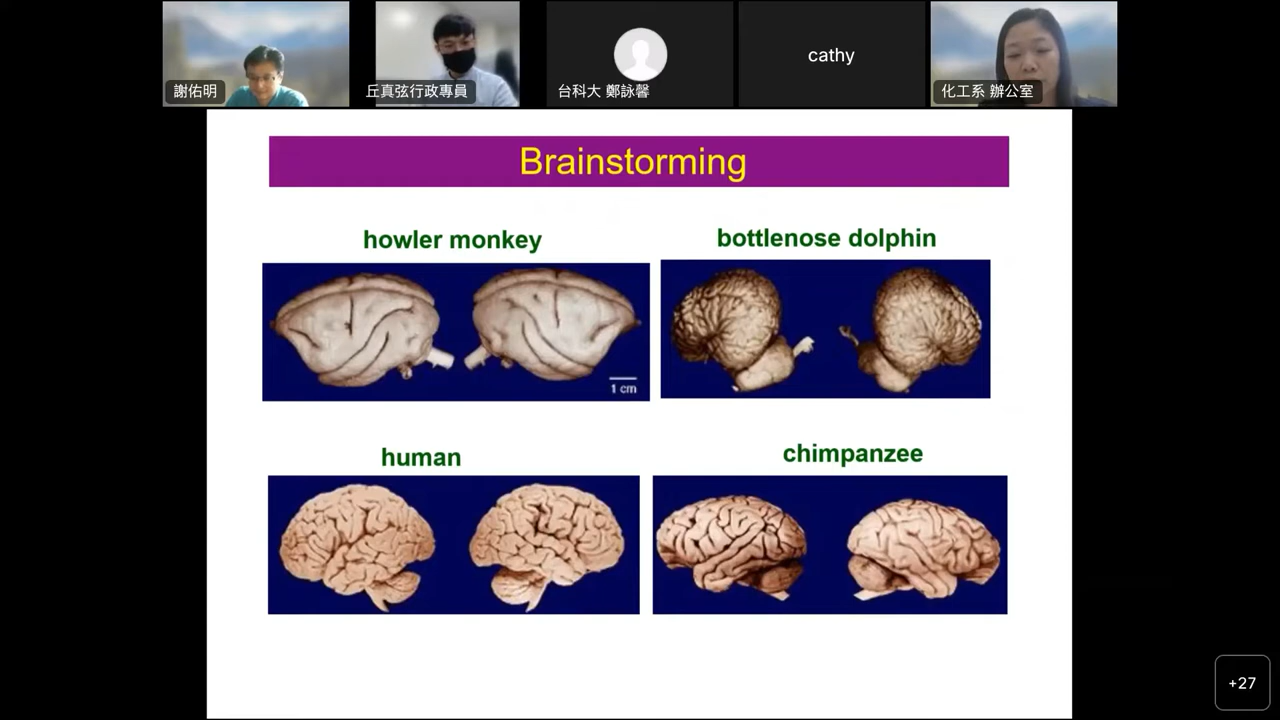 謝佑明
丘真弦行政專員
台科大 鄭詠馨
cathy
化工系 辦公室
Brainstorming
howler monkey
bottlenose dolphin
1 cm
human
chimpanzee
+27